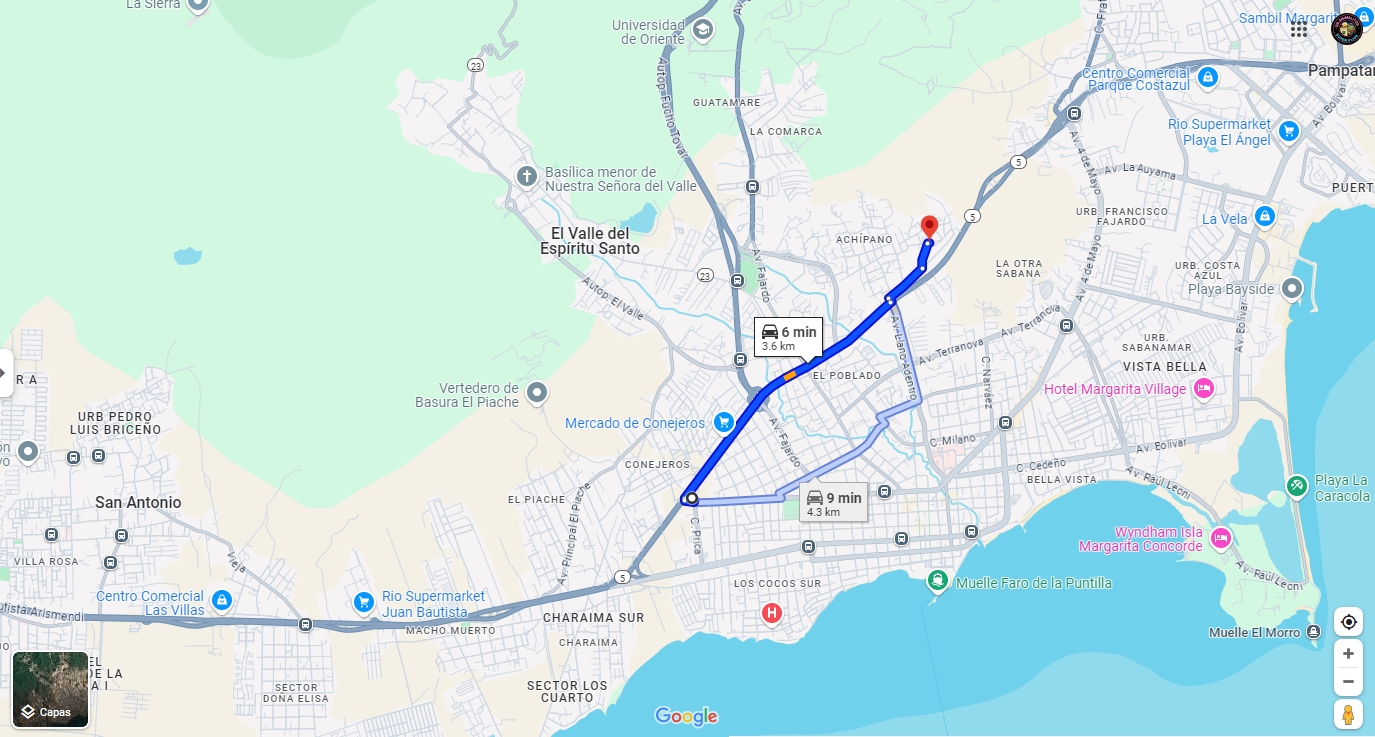 La Sierra
Universidad
de Oriente
Sambil Margarit
Centro Comercial
Parque Costazul
Pampatar
23
Autop. Fucho Tovar
GUATAMARE
LA COMARCA
Rio Supermarket
Playa El Ángel
Av. Bolívar
5
Av. 4 de Mayo
Av. La Auyama
Basílica menor de
Nuestra Señora del Valle
PUERT
URB. FRANCISCO
FAJARDO
La Vela
5
El Valle del
Espíritu Santo
ACHÍPANO
LA OTRA
SABANA
URB. COSTA
AZUL
Playa Bayside
23
Av. Fajardo
Autop. El Valle
Av. 4 de Mayo
Av. Bolívar
6 min
3.6 km
Av. Llano Adentro
Av. Terranova
Av. Terranova
URB.
SABANAMAR
VISTA BELLA
EL POBLADO
C. Narváez
Hotel Margarita Village
Vertedero de
Basura El Piache
Mercado de Conejeros
URB PEDRO
LUIS BRICEÑO
Av. Fajardo
C. Milano
Av. Bolívar
CONEJEROS
C. Cedeño
BELLA VISTA
Av. Raúl Leoni
Playa La
Caracola
San Antonio
EL PIACHE
9 min
4.3 km
Av. Principal El Piache
C. Prica
Wyndham Isla
Margarita Concorde
VILLA ROSA
Vieja
5
LOS COCOS SUR
Muelle Faro de la Puntilla
Av. Raúl Leoni
Centro Comercial
Las Villas
Rio Supermarket
Juan Bautista
utista Arismendi
MACHO MUERTO
CHARAIMA SUR
H
Muelle El Morro
CHARAIMA
SECTOR
DOÑA ELISA
SECTOR LOS
CUARTO
Capas
Google